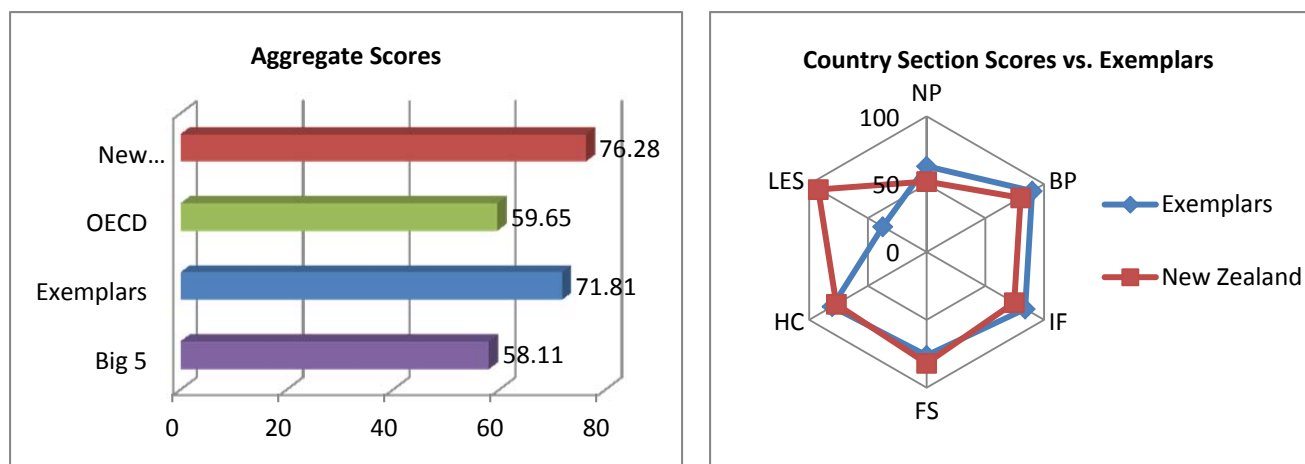 Aggregate Scores
New...
76.28
OECD
59.65
Exemplars
71.81
Big 5
58.11
0 20 40 60 80
Country Section Scores vs. Exemplars
NP
100
LES
50
BP
Exemplars
0
New Zealand
HC
IF
FS